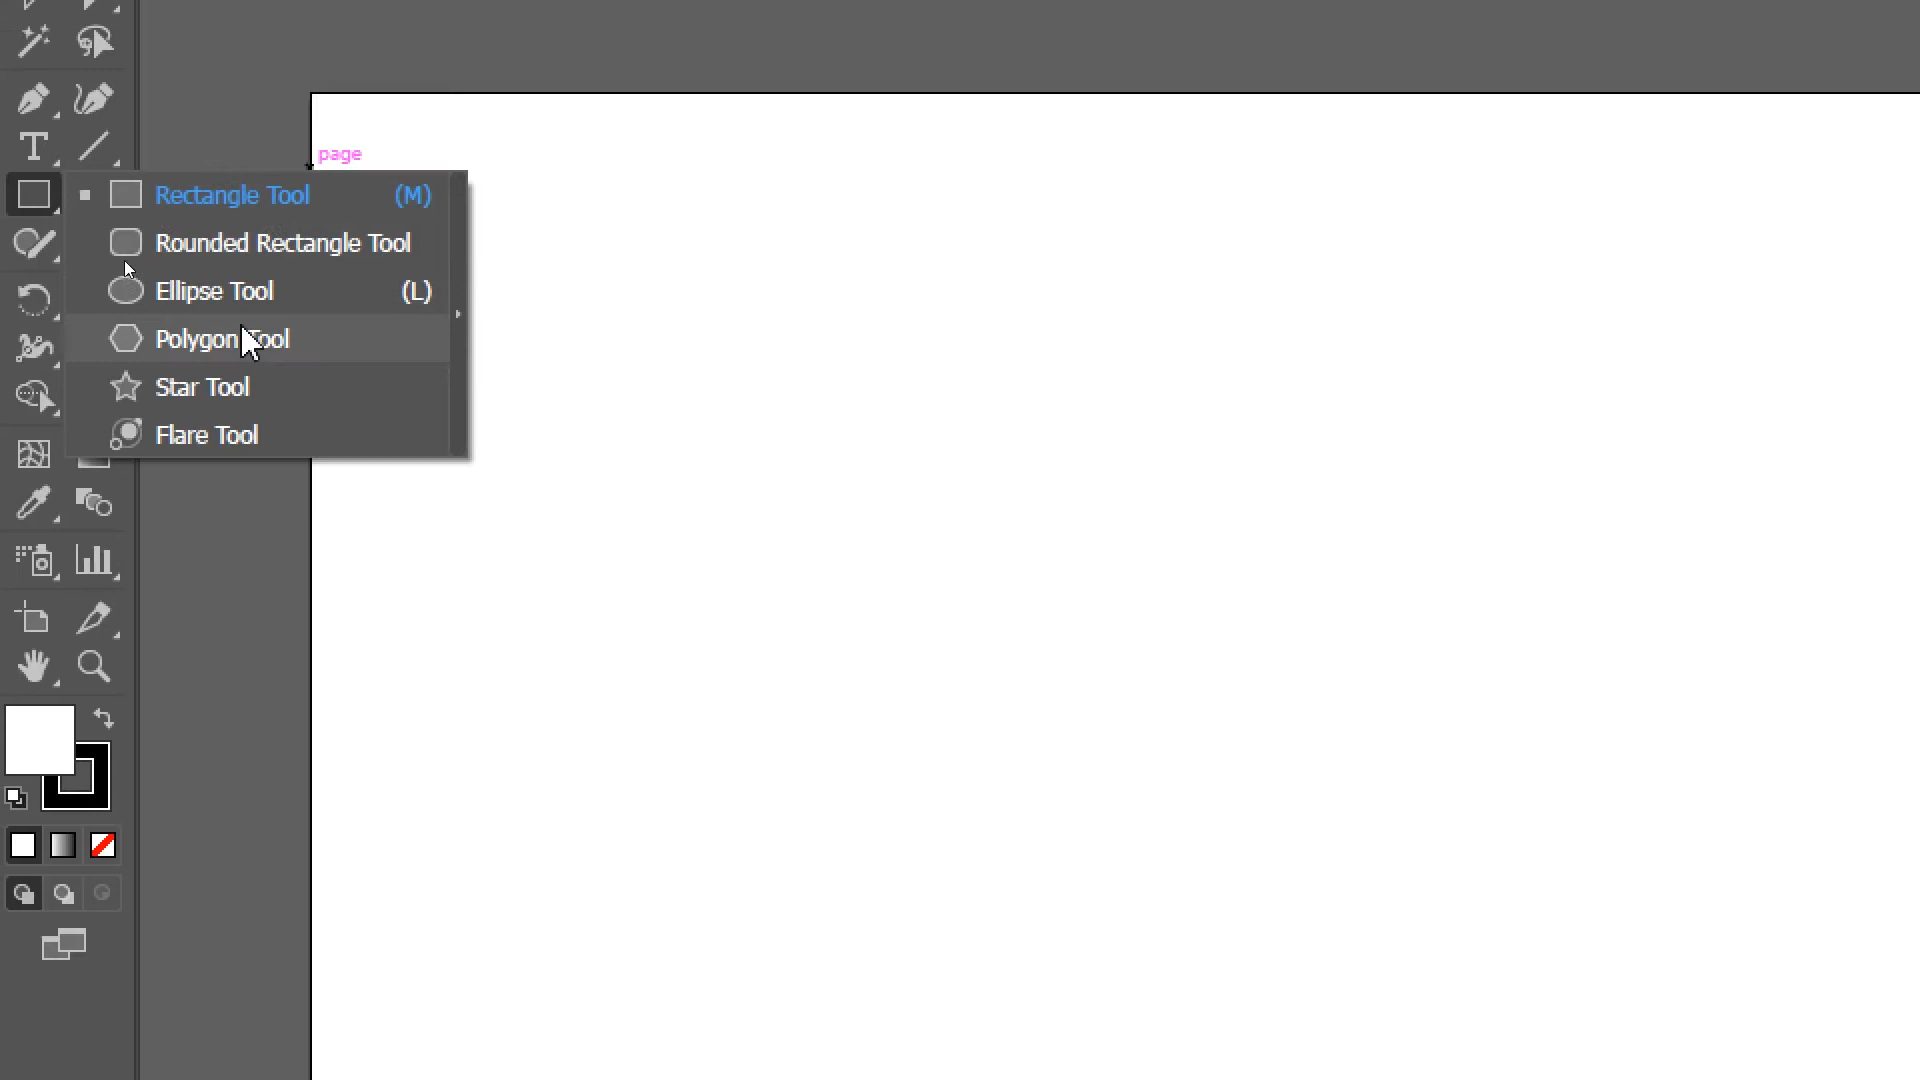 page
Rectangle Tool (M)
Rounded Rectangle Tool
Ellipse Tool (L)
Polygon Tool
Star Tool
Flare Tool